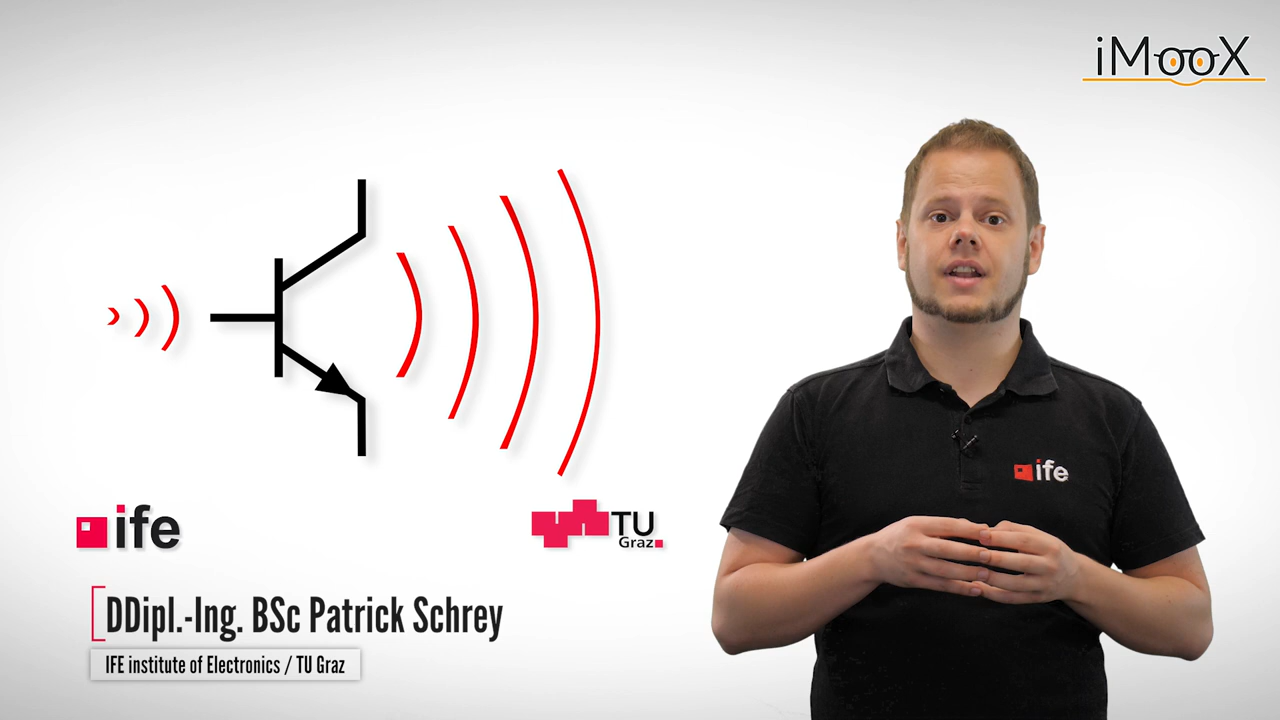 iMooX
ife
ife
TU
Graz
DDipl.-Ing. BSc Patrick Schrey
IFE institute of Electronics / TU Graz